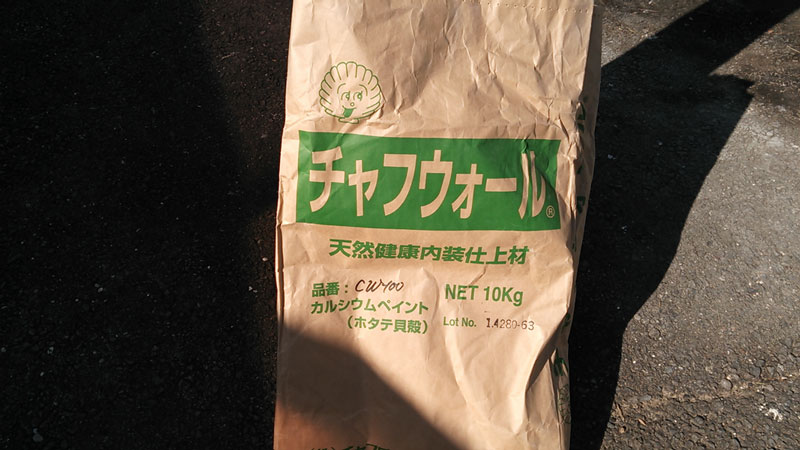 チャフウォール®
天然健康内装仕上材
品番：CW400
NET 10Kg
カルシウムペイント
（ホタテ貝殻）
Lot No. 1.4280-63